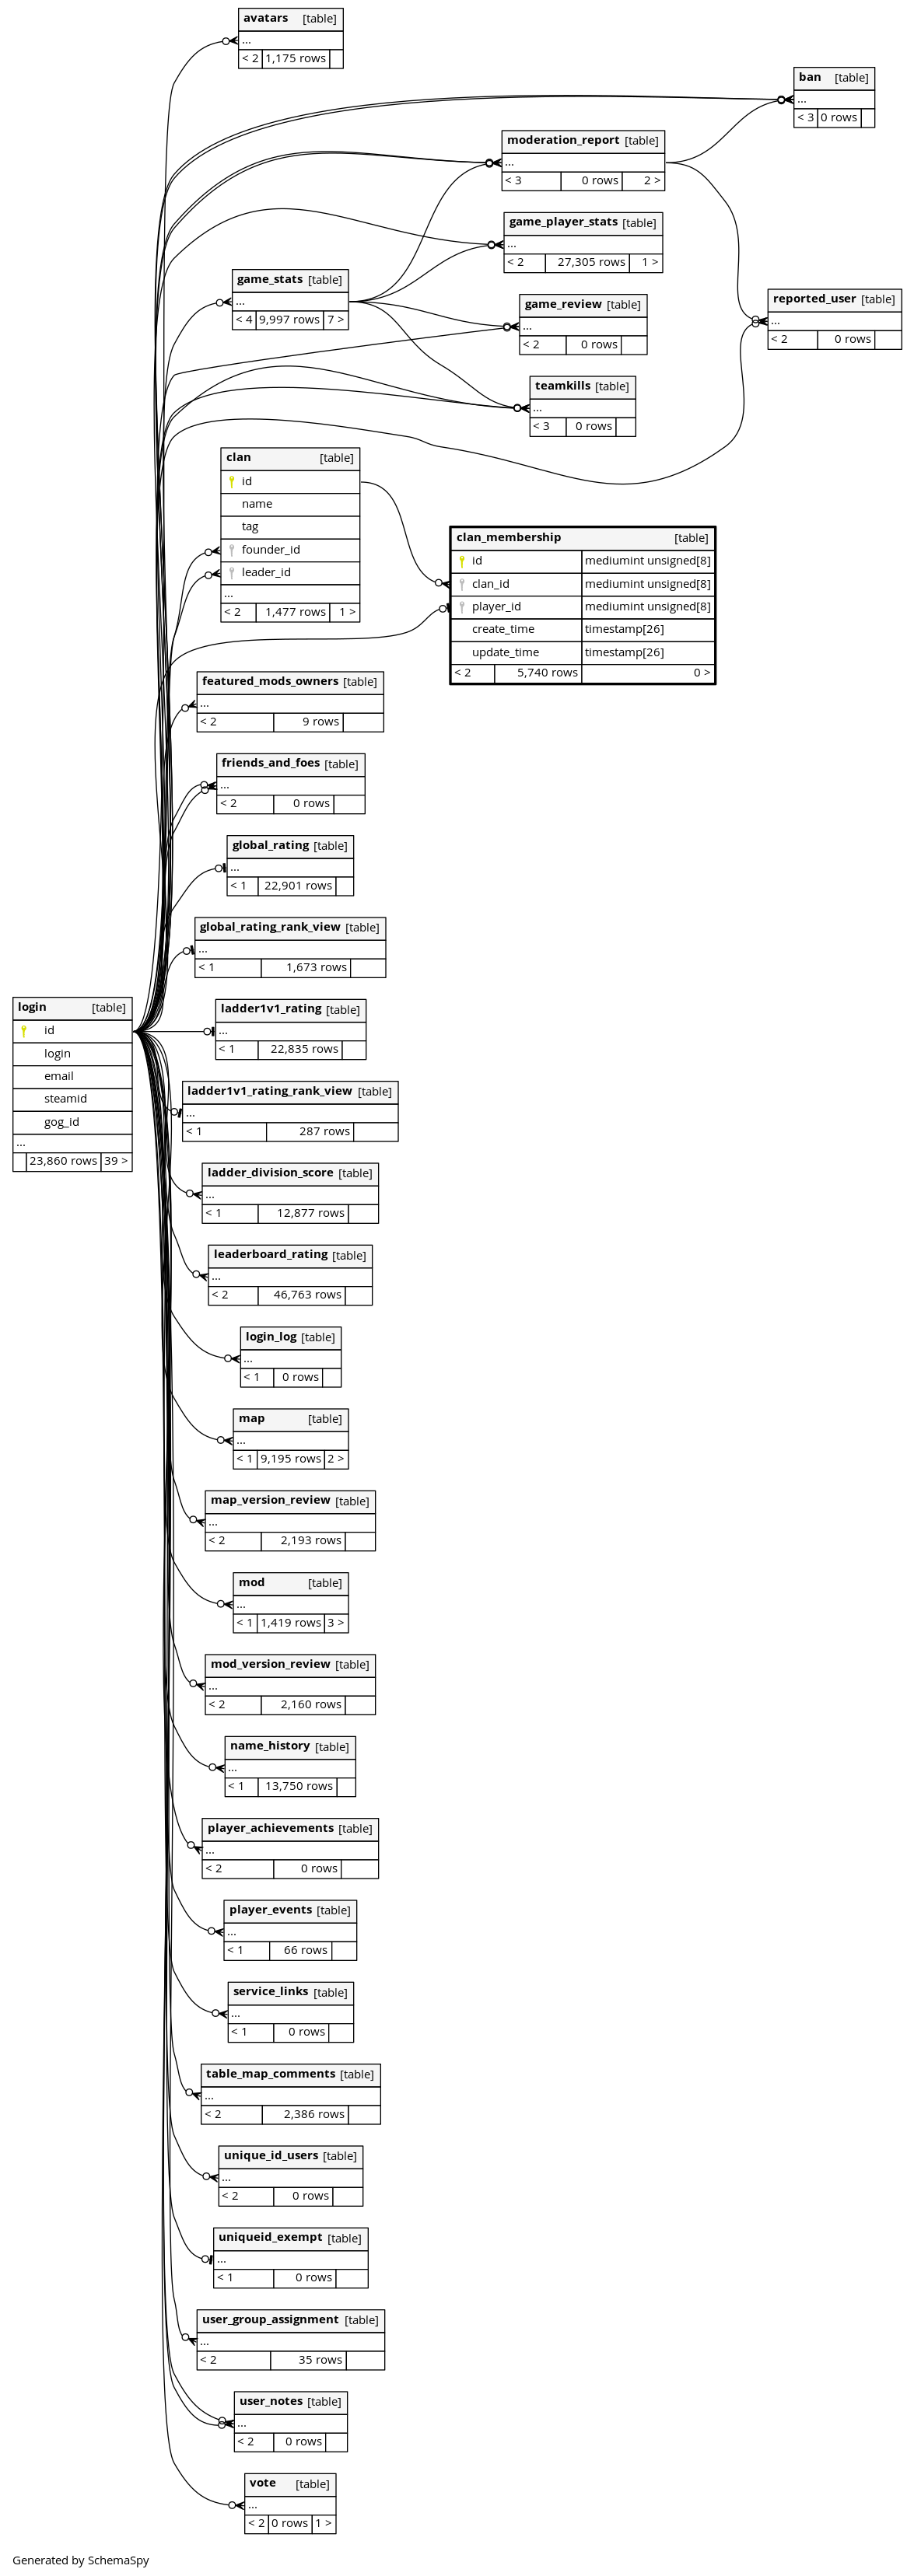 avatars [table]
...
< 2 1,175 rows
ban [table]
...
< 3 0 rows
moderation_report [table]
...
< 3 0 rows 2 >
game_player_stats [table]
...
< 2 27,305 rows 1 >
game_stats [table]
...
< 4 9,997 rows 7 >
game_review [table]
...
< 2 0 rows
reported_user [table]
...
< 2 0 rows
teamkills [table]
...
< 3 0 rows
clan [table]
id
name
tag
founder_id
leader_id
...
< 2 1,477 rows 1 >
clan_membership [table]
id mediumint unsigned[8]
clan_id mediumint unsigned[8]
player_id mediumint unsigned[8]
create_time timestamp[26]
update_time timestamp[26]
< 2 5,740 rows 0 >
featured_mods_owners [table]
...
< 2 9 rows
friends_and_foes [table]
...
< 2 0 rows
global_rating [table]
...
< 1 22,901 rows
global_rating_rank_view [table]
...
< 1 1,673 rows
login [table]
id
login
email
steamid
gog_id
...
23,860 rows 39 >
ladder1v1_rating [table]
...
< 1 22,835 rows
ladder1v1_rating_rank_view [table]
...
< 1 287 rows
ladder_division_score [table]
...
< 1 12,877 rows
leaderboard_rating [table]
...
< 2 46,763 rows
login_log [table]
...
< 1 0 rows
map [table]
...
< 1 9,195 rows 2 >
map_version_review [table]
...
< 2 2,193 rows
mod [table]
...
< 1 1,419 rows 3 >
mod_version_review [table]
...
< 2 2,160 rows
name_history [table]
...
< 1 13,750 rows
player_achievements [table]
...
< 2 0 rows
player_events [table]
...
< 1 66 rows
service_links [table]
...
< 1 0 rows
table_map_comments [table]
...
< 2 2,386 rows
unique_id_users [table]
...
< 2 0 rows
uniqueid_exempt [table]
...
< 1 0 rows
user_group_assignment [table]
...
< 2 35 rows
user_notes [table]
...
< 2 0 rows
vote [table]
...
< 2 0 rows 1 >
Generated by SchemaSpy